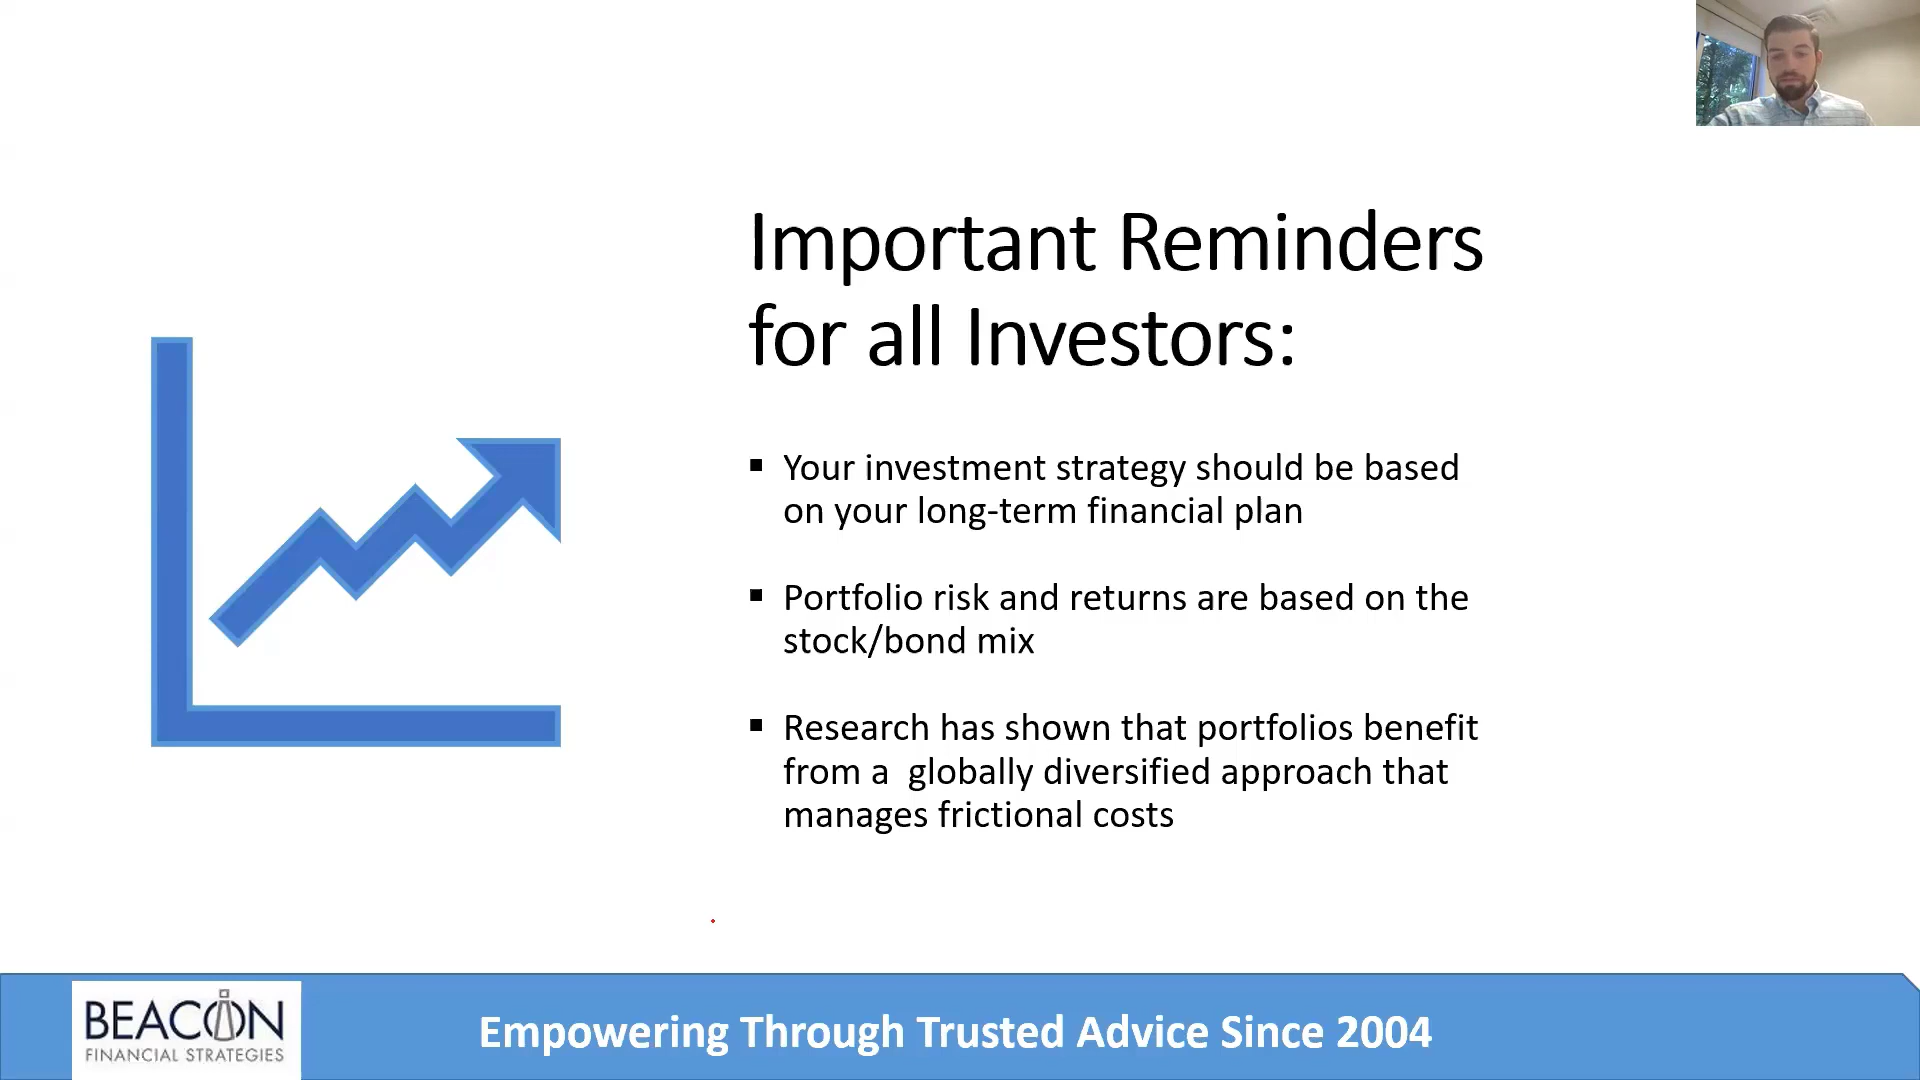 Important Reminders
for all Investors:
▪ Your investment strategy should be based
on your long-term financial plan
▪ Portfolio risk and returns are based on the
stock/bond mix
▪ Research has shown that portfolios benefit
from a  globally diversified approach that
manages frictional costs
BEACON
FINANCIAL STRATEGIES
Empowering Through Trusted Advice Since 2004